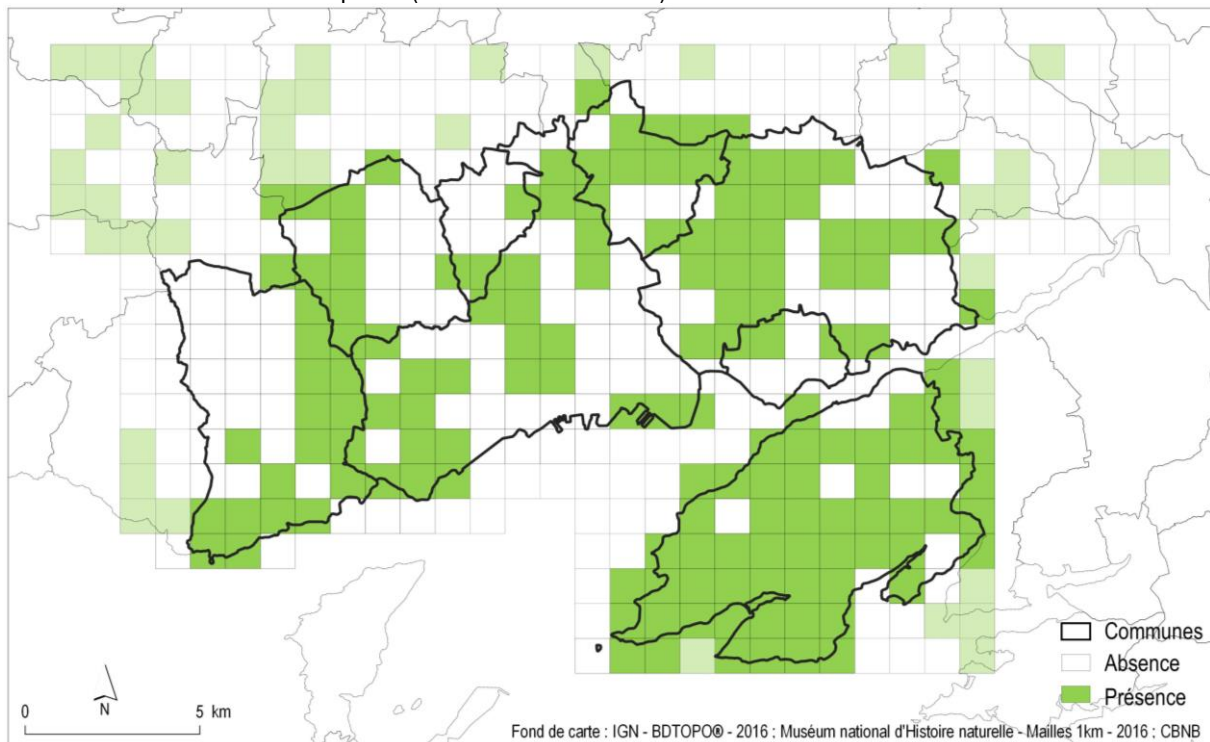 Communes
Absence
Présence
N
0 5 km
Fond de carte : IGN - BDTOPO® - 2016 ; Muséum national d'Histoire naturelle - Mailles 1km - 2016 ; CBNB